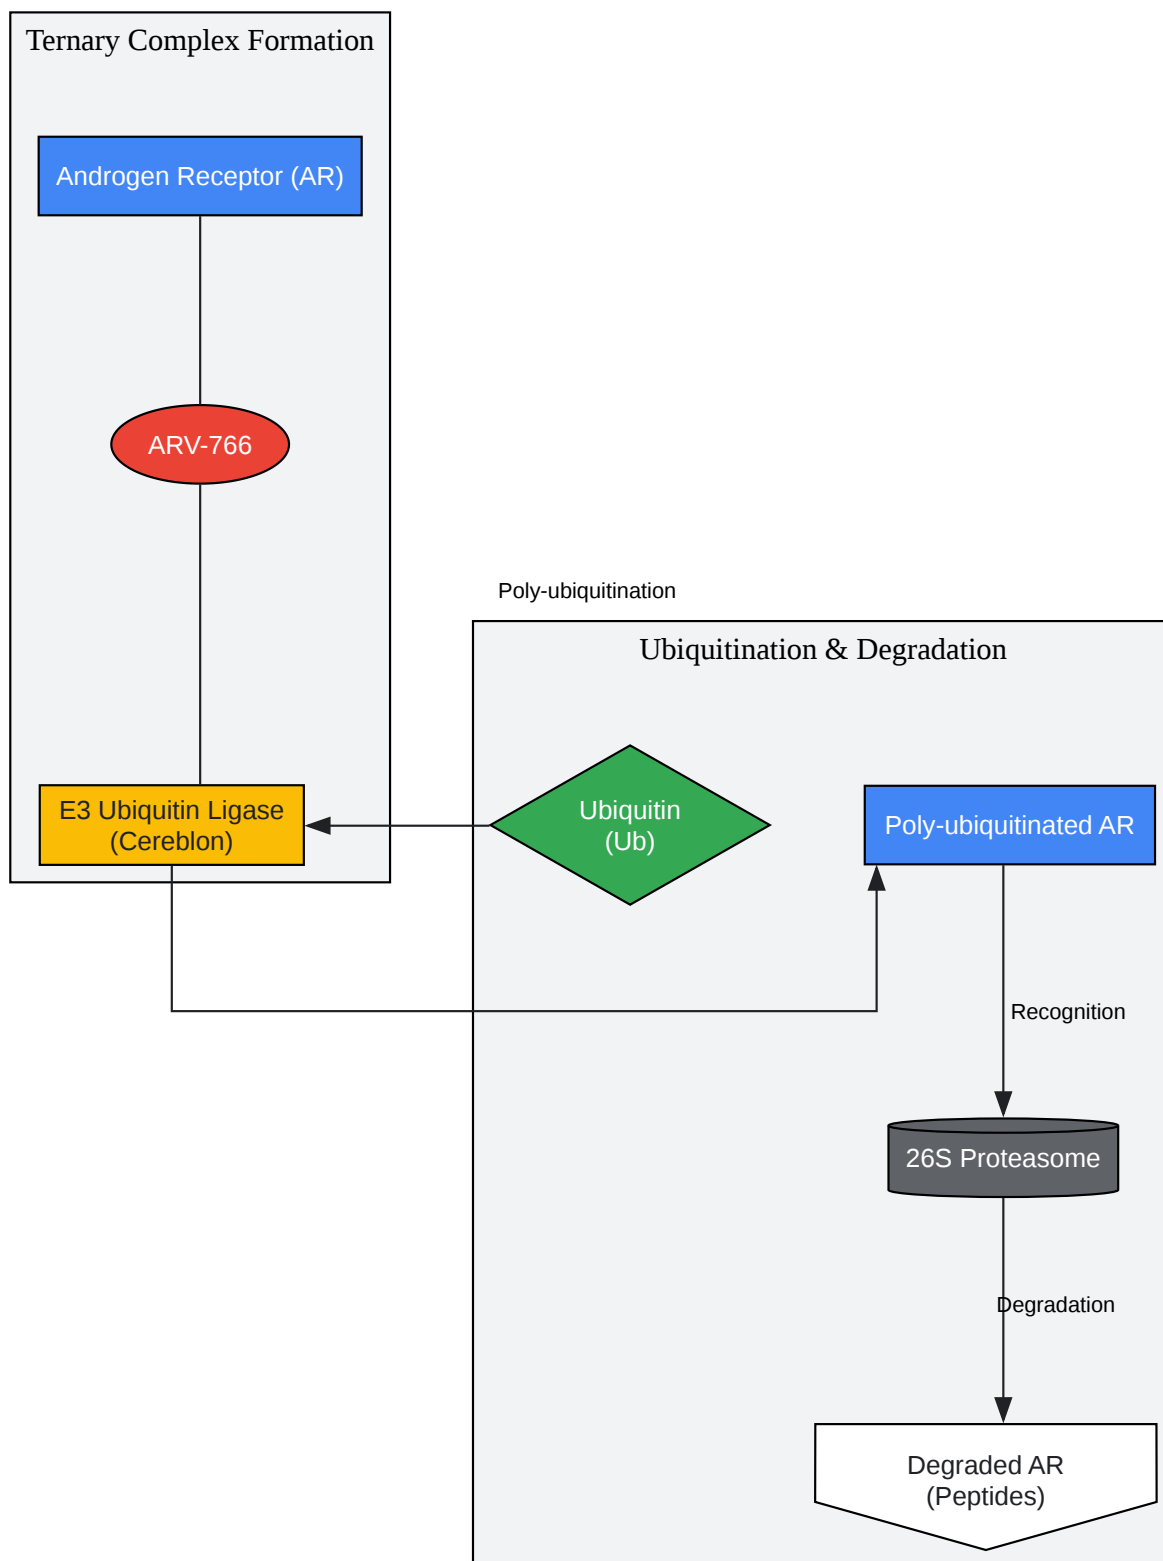 Ternary Complex Formation
Androgen Receptor (AR)
ARV-766
E3 Ubiquitin Ligase
(Cereblon)
Poly-ubiquitination
Ubiquitination & Degradation
Ubiquitin
(Ub)
Poly-ubiquitinated AR
Recognition
26S Proteasome
Degradation
Degraded AR
(Peptides)